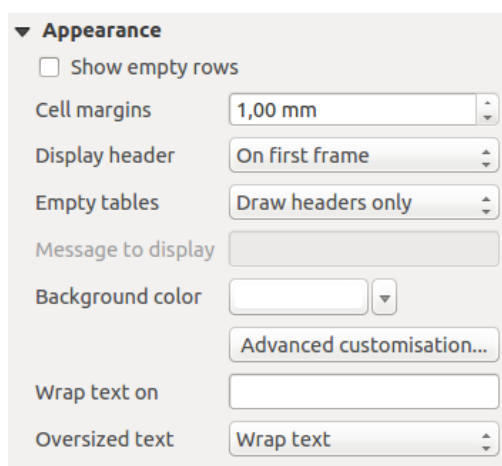 Appearance
Show empty rows
Cell margins 1,00 mm
Display header On first frame
Empty tables Draw headers only
Message to display
Background color
Advanced customisation...
Wrap text on
Oversized text Wrap text